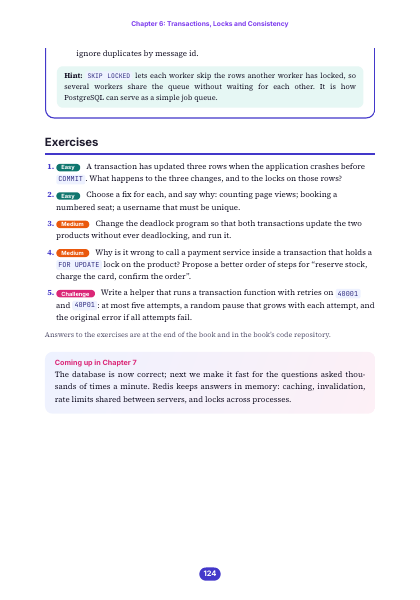 Chapter 6: Transactions, Locks and Consistency
ignore duplicates by message id.
Hint: SKIP LOCKED lets each worker skip the rows another worker has locked, so
several workers share the queue without waiting for each other. It is how
PostgreSQL can serve as a simple job queue.
Exercises
1. Easy A transaction has updated three rows when the application crashes before
COMMIT. What happens to the three changes, and to the locks on those rows?
2. Easy Choose a fix for each, and say why: counting page views; booking a
numbered seat; a username that must be unique.
3. Medium Change the deadlock program so that both transactions update the two
products without ever deadlocking, and run it.
4. Medium Why is it wrong to call a payment service inside a transaction that holds a
FOR UPDATE lock on the product? Propose a better order of steps for “reserve stock,
charge the card, confirm the order”.
5. Challenge Write a helper that runs a transaction function with retries on 40001
and 40P01: at most five attempts, a random pause that grows with each attempt, and
the original error if all attempts fail.
Answers to the exercises are at the end of the book and in the book’s code repository.
Coming up in Chapter 7
The database is now correct; next we make it fast for the questions asked thou-
sands of times a minute. Redis keeps answers in memory: caching, invalidation,
rate limits shared between servers, and locks across processes.
124